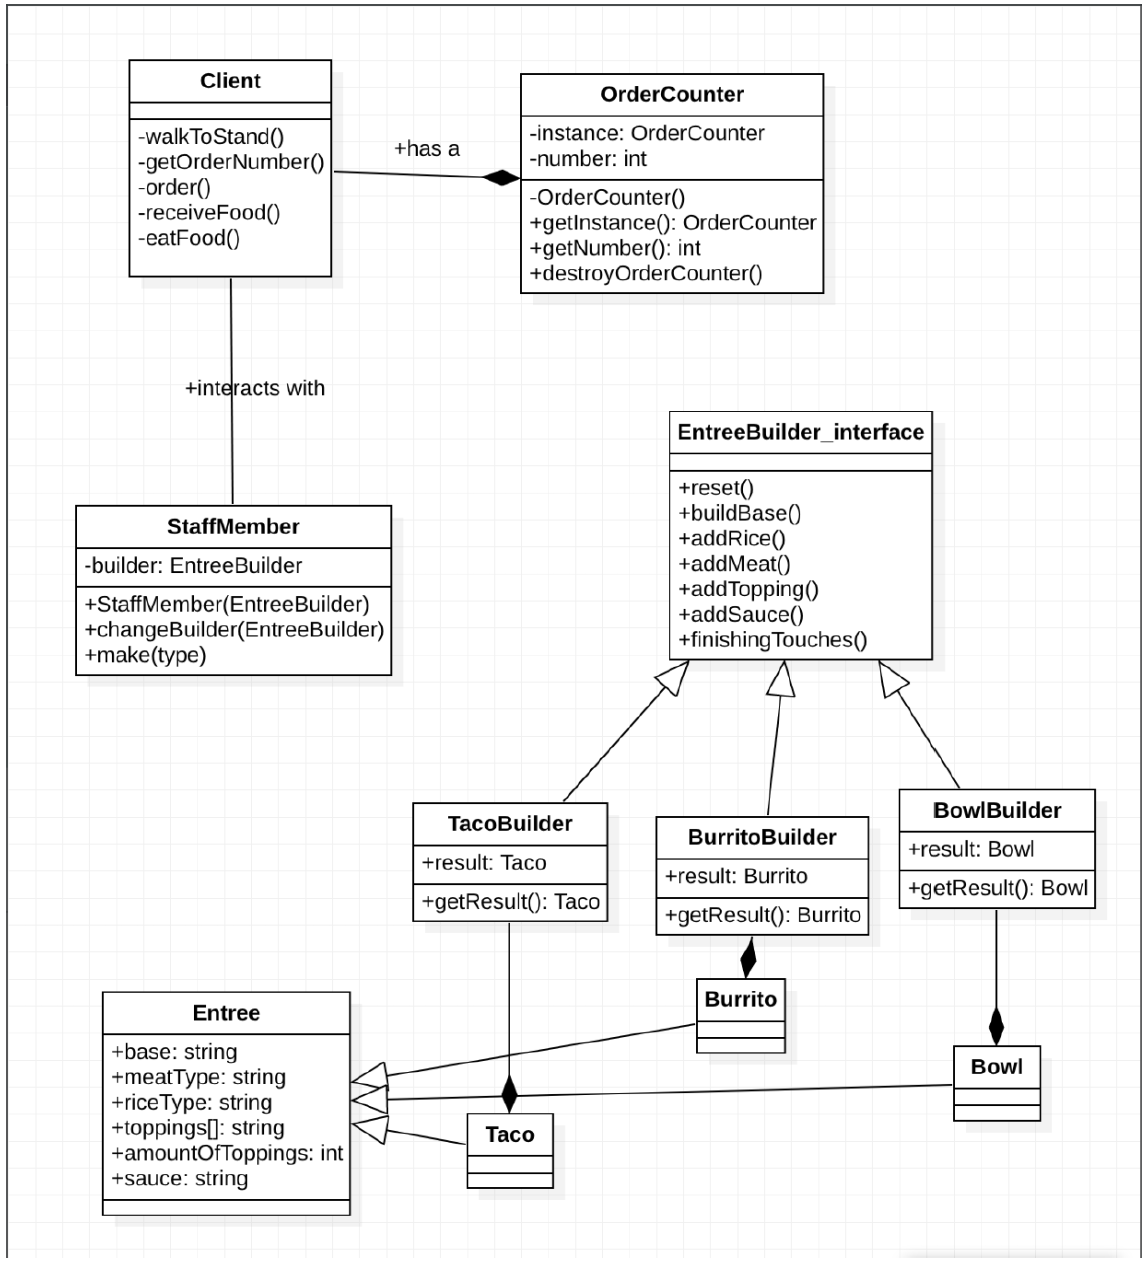 Client
-walkToStand()
-getOrderNumber()
-order()
-receiveFood()
-eatFood()
+has a
OrderCounter
-instance: OrderCounter
-number: int
-OrderCounter()
+getInstance(): OrderCounter
+getNumber(): int
+destroyOrderCounter()
+interacts with
StaffMember
-builder: EntreeBuilder
+StaffMember(EntreeBuilder)
+changeBuilder(EntreeBuilder)
+make(type)
EntreeBuilder_interface
+reset()
+buildBase()
+addRice()
+addMeat()
+addTopping()
+addSauce()
+finishingTouches()
TacoBuilder
+result: Taco
+getResult(): Taco
BurritoBuilder
+result: Burrito
+getResult(): Burrito
BowlBuilder
+result: Bowl
+getResult(): Bowl
Entree
+base: string
+meatType: string
+riceType: string
+toppings[]: string
+amountOfToppings: int
+sauce: string
Burrito
Bowl
Taco